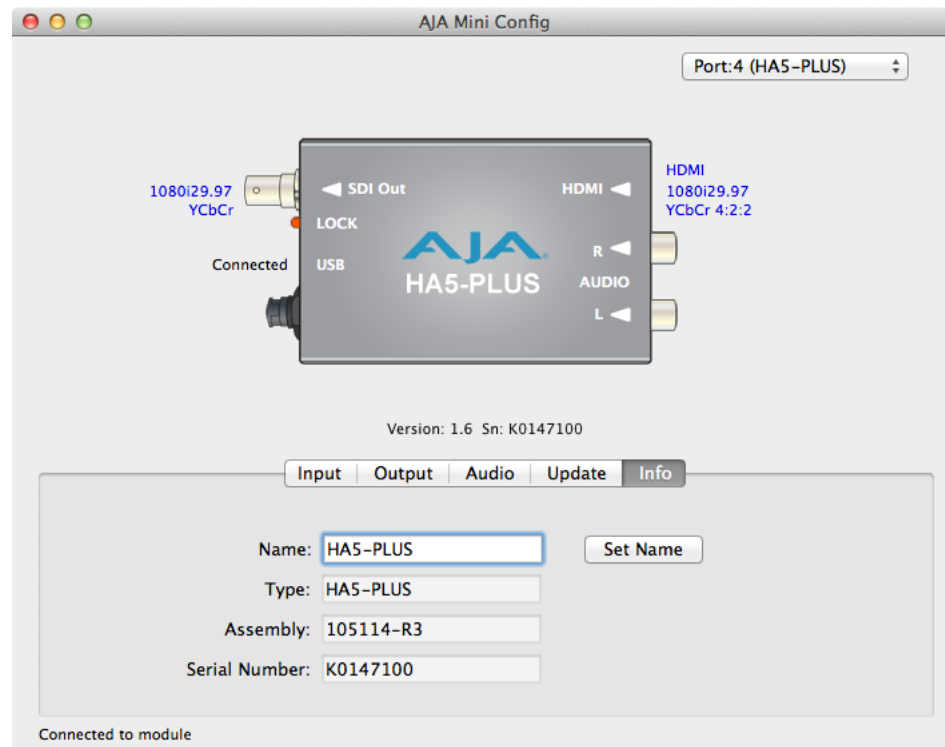 AJA Mini Config
Port:4 (HA5-PLUS)
HDMI
1080i29.97
1080i29.97
YCbCr
YCbCr 4:2:2
SDI Out
HDMI
LOCK
Connected
USB
AJA
R
HA5-PLUS
AUDIO
L
Version: 1.6 Sn: K0147100
Input Output Audio Update Info
Name: HA5-PLUS Set Name
Type: HA5-PLUS
Assembly: 105114-R3
Serial Number: K0147100
Connected to module